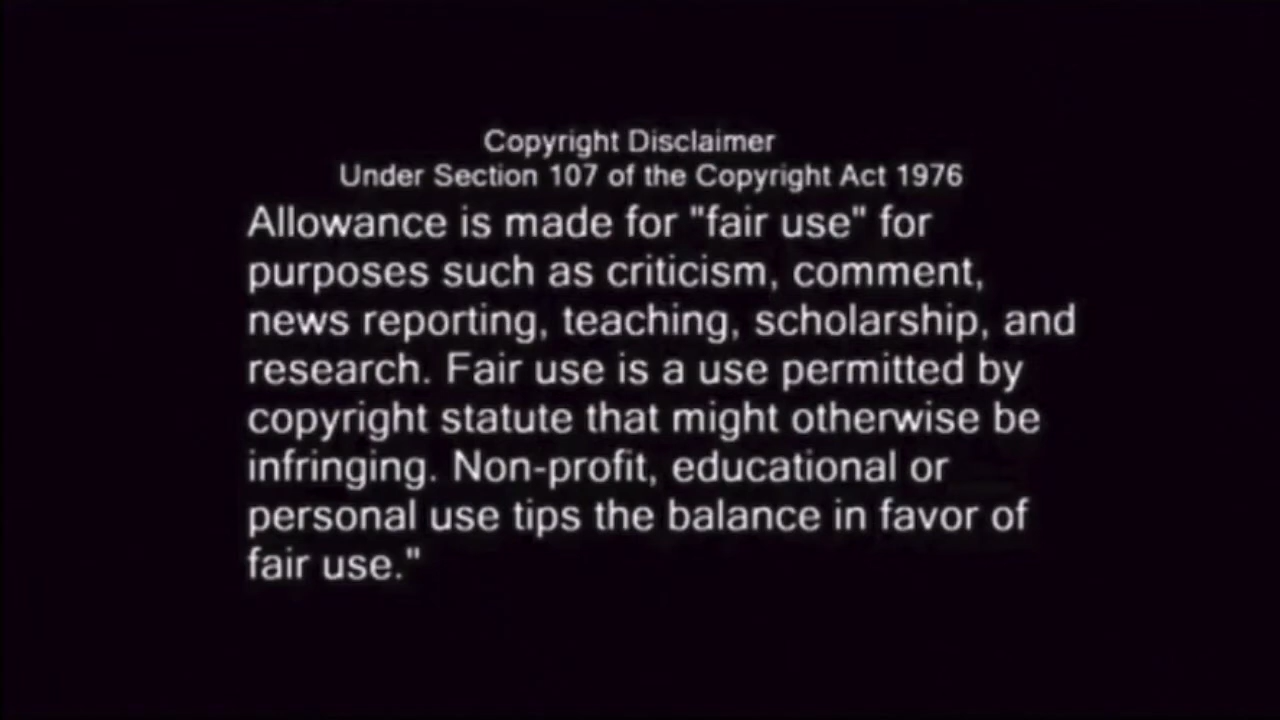 Copyright Disclaimer
Under Section 107 of the Copyright Act 1976
Allowance is made for "fair use" for
purposes such as criticism, comment,
news reporting, teaching, scholarship, and
research. Fair use is a use permitted by
copyright statute that might otherwise be
infringing. Non-profit, educational or
personal use tips the balance in favor of
fair use."